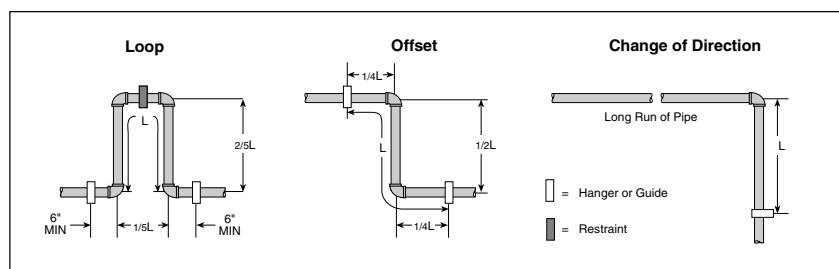 Loop
L
2/5L
6"
MIN
1/5L
6"
MIN
Offset
1/4L
L
1/2L
1/4L
Change of Direction
Long Run of Pipe
L
= Hanger or Guide
= Restraint